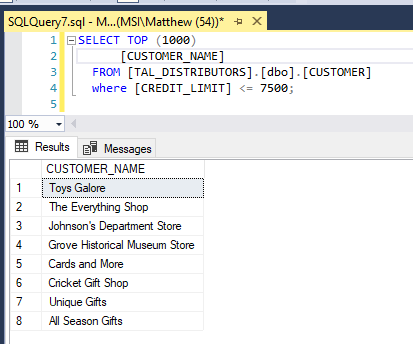 SQLQuery7.sql - M...(MSI\Matthew (54))*
1 SELECT TOP (1000)
2 [CUSTOMER_NAME]
3 FROM [TAL_DISTRIBUTORS].[dbo].[CUSTOMER]
4 where [CREDIT_LIMIT] <= 7500;
5
100 %
Results Messages
CUSTOMER_NAME
1 Toys Galore
2 The Everything Shop
3 Johnson's Department Store
4 Grove Historical Museum Store
5 Cards and More
6 Cricket Gift Shop
7 Unique Gifts
8 All Season Gifts